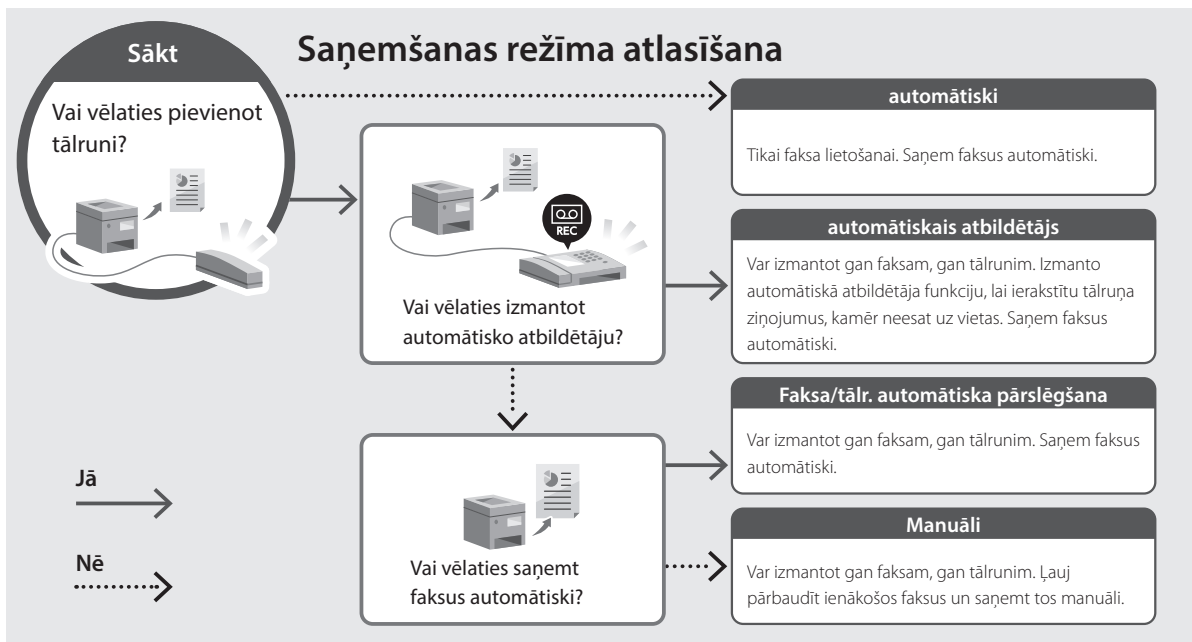 Saņemšanas režīma atlasīšana
Sākt
Vai vēlaties pievienot
tālruni?
automātiski
Tikai faksa lietošanai. Saņem faksus automātiski.
REC
Vai vēlaties izmantot
automātisko atbildētāju?
automātiskais atbildētājs
Var izmantot gan faksam, gan tālrunim. Izmanto
automātiskā atbildētāja funkciju, lai ierakstītu tālruņa
ziņojumus, kamēr neesat uz vietas. Saņem faksus
automātiski.
Faksa/tālr. automātiska pārslēgšana
Var izmantot gan faksam, gan tālrunim. Saņem faksus
automātiski.
Vai vēlaties saņemt
faksus automātiski?
Manuāli
Var izmantot gan faksam, gan tālrunim. Ļauj
pārbaudīt ienākošos faksus un saņemt tos manuāli.
Jā
Nē